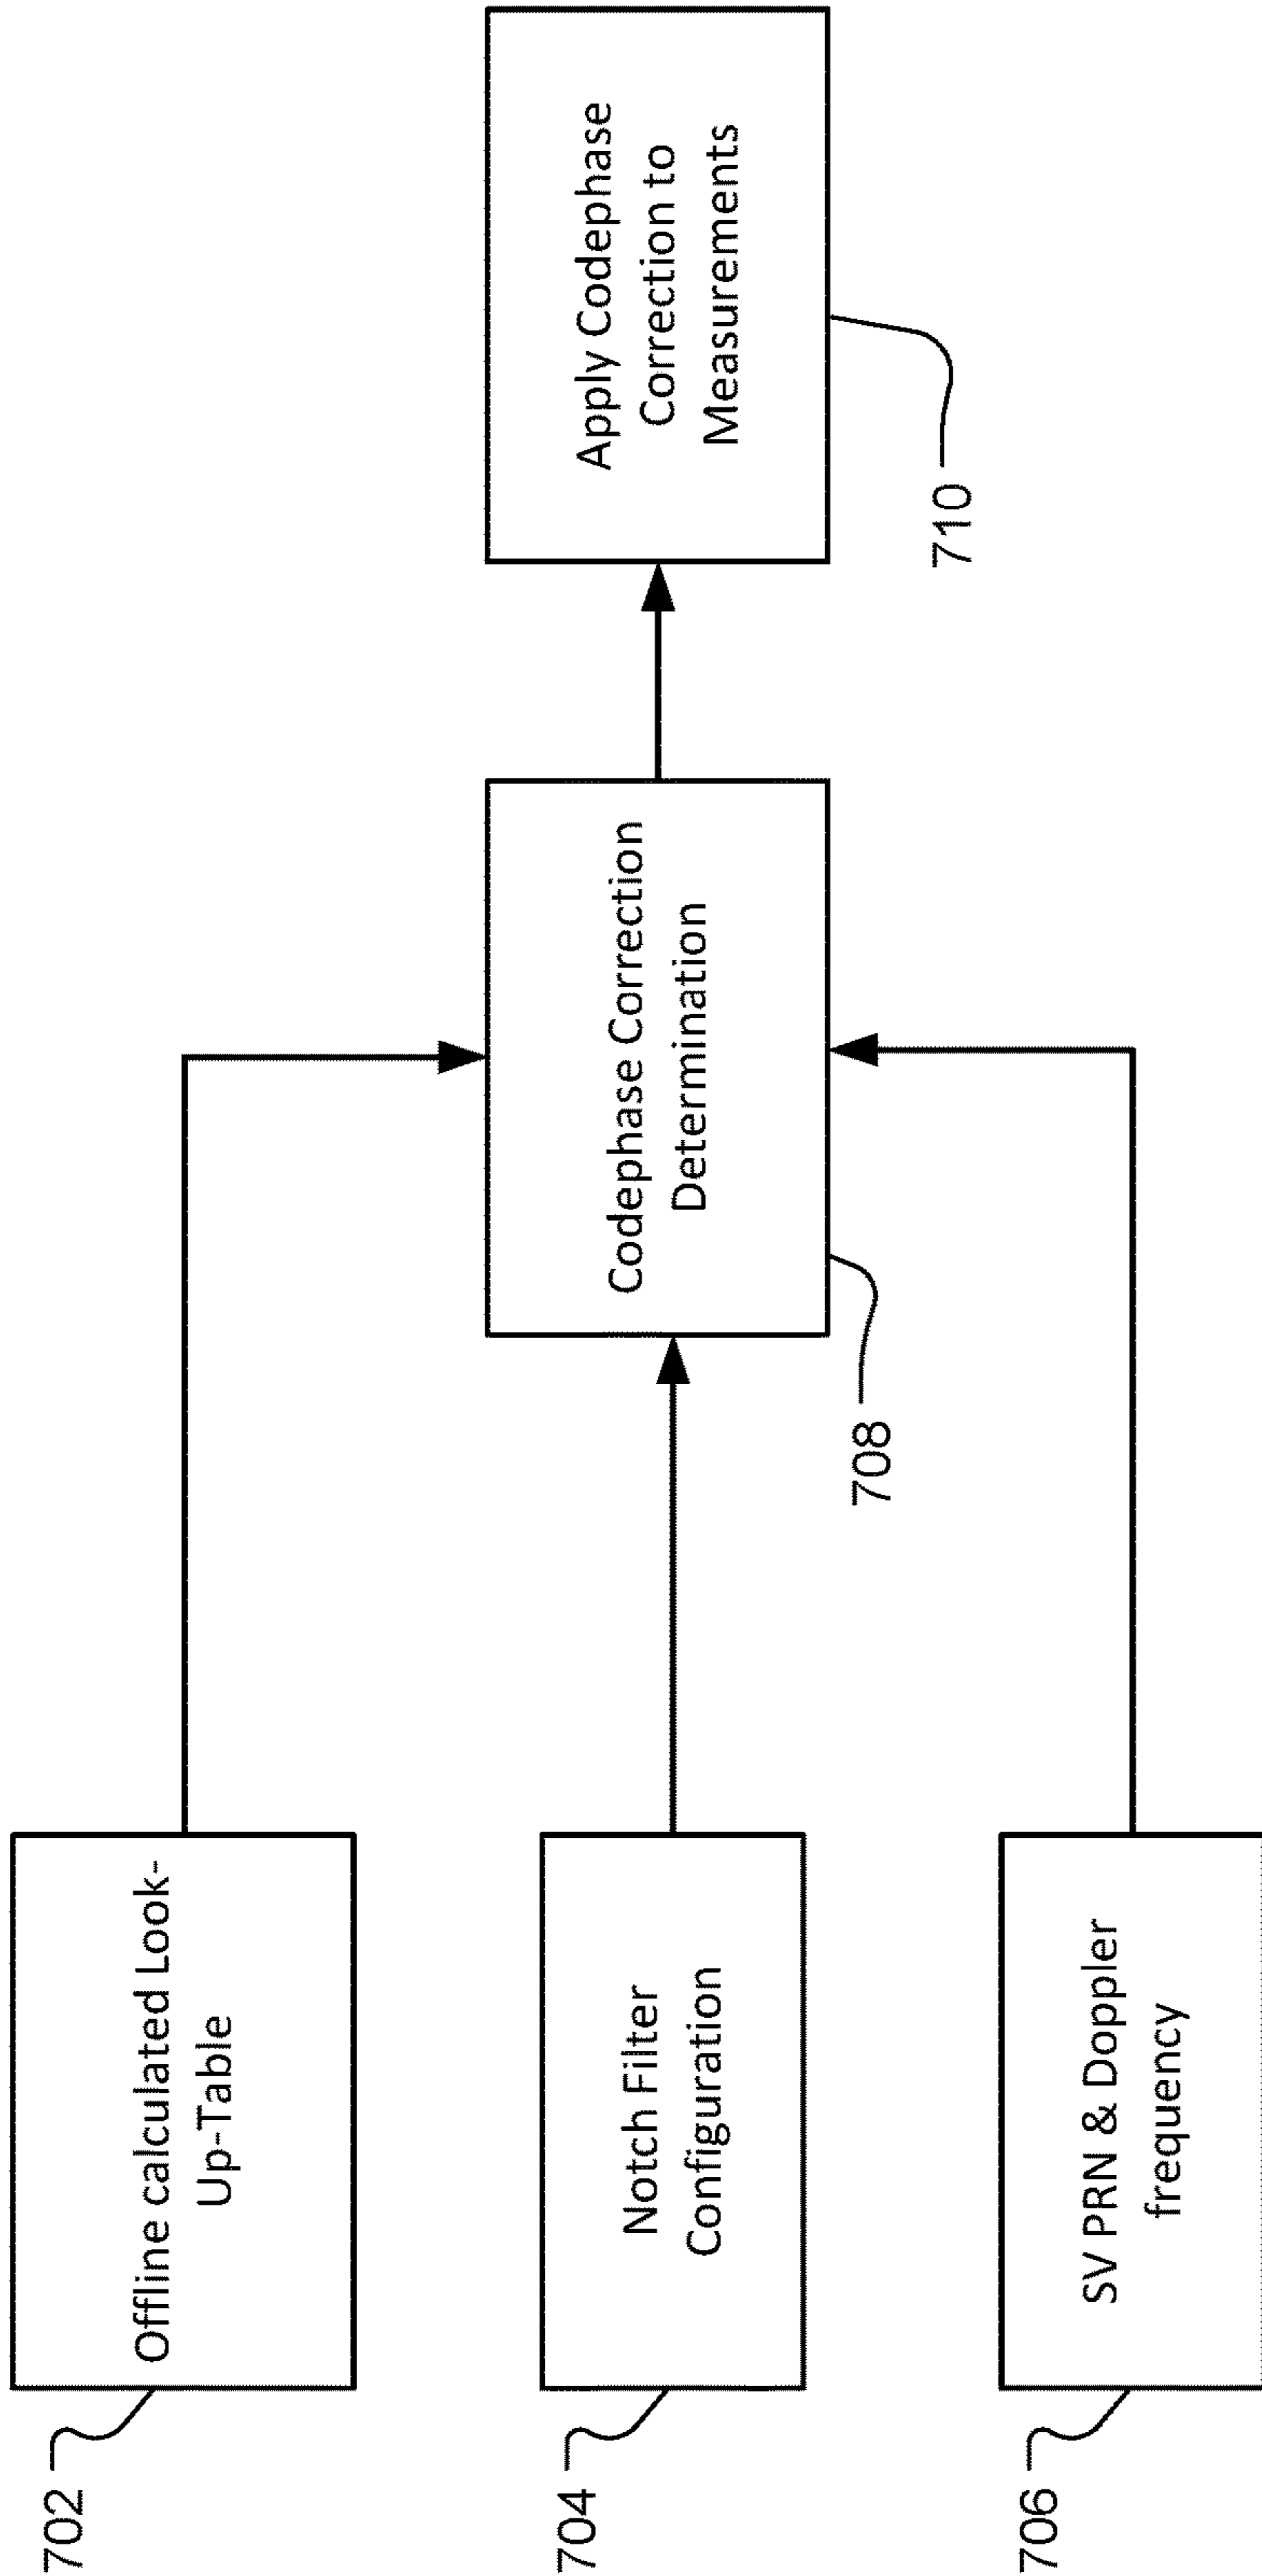 702
Offline calculated Look-
Up-Table
704
Notch Filter
Configuration
706
SV PRN & Doppler
frequency
708
Codephase Correction
Determination
710
Apply Codephase
Correction to
Measurements